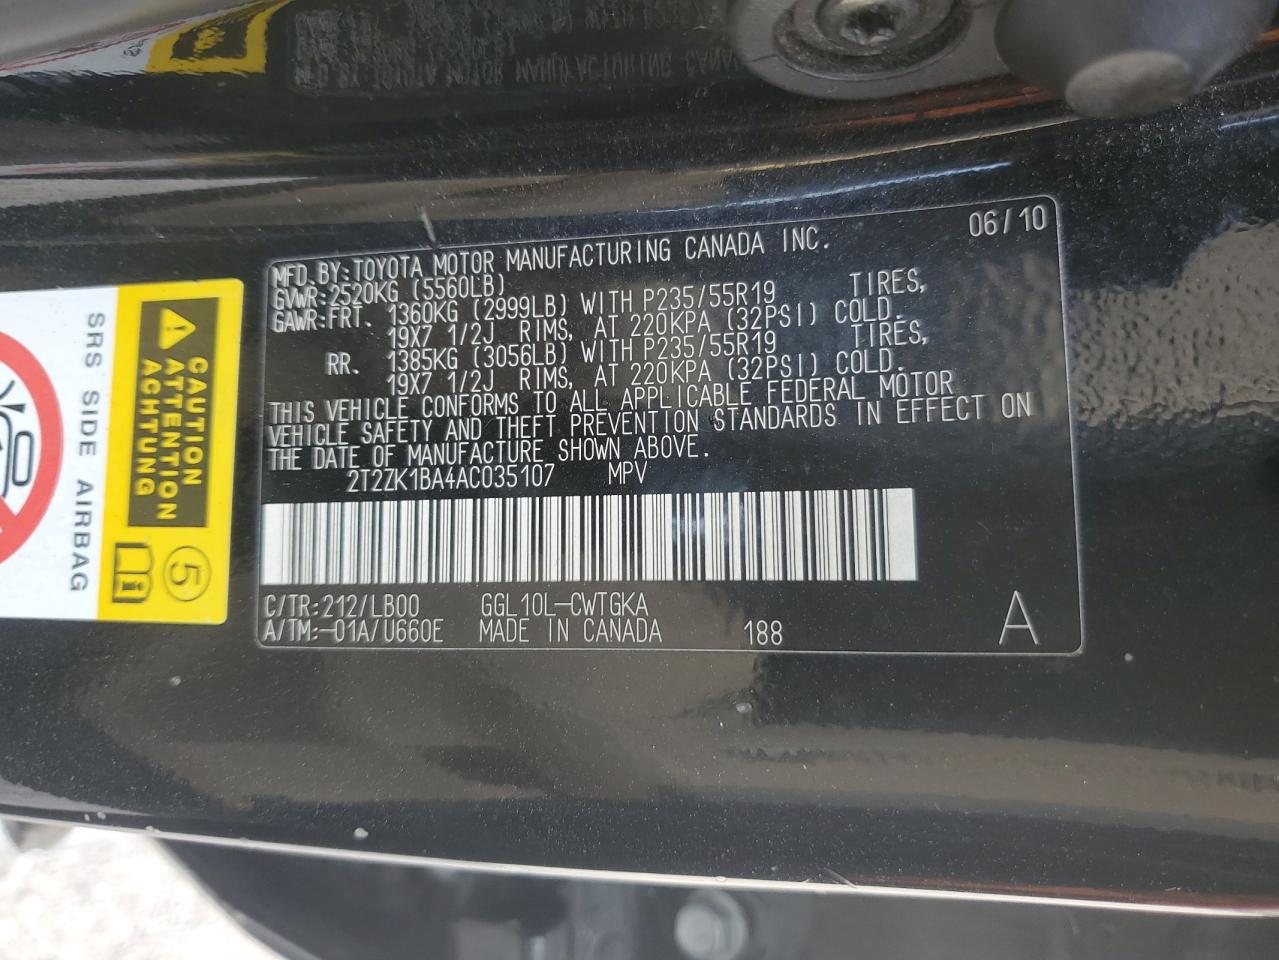 06/10
MFD.BY:TOYOTA MOTOR MANUFACTURING CANADA INC.
GVWR:2520KG (5560LB)
GAWR:FRT. 1360KG (2999LB) WITH P235/55R19 TIRES,
19X7 1/2J RIMS, AT 220KPA (32PSI) COLD.
RR. 1385KG (3056LB) WITH P235/55R19 TIRES,
19X7 1/2J RIMS, AT 220KPA (32PSI) COLD.
THIS VEHICLE CONFORMS TO ALL APPLICABLE FEDERAL MOTOR
VEHICLE SAFETY AND THEFT PREVENTION STANDARDS IN EFFECT ON
THE DATE OF MANUFACTURE SHOWN ABOVE.
2T2ZK1BA4AC035107 MPV
C/TR:212/LB00 GGL10L-CWTGKA
A/TM:-01A/U660E MADE IN CANADA 188 A
SRS SIDE AIRBAG
CAUTION
ATTENTION
ACHTUNG
5